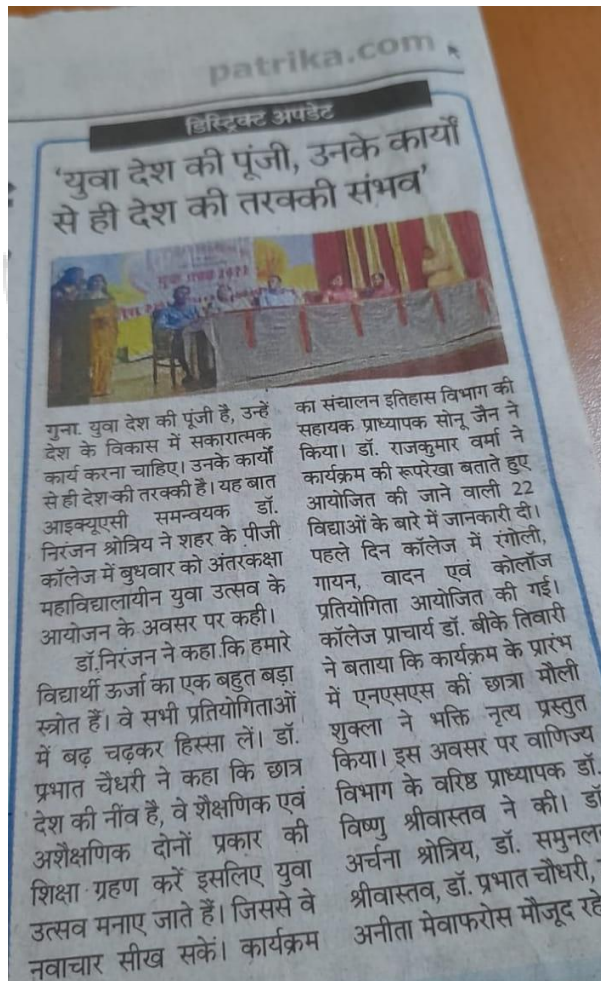 patrika.com
डिस्ट्रिक्ट अपडेट
'युवा देश की पूंजी, उनके कार्यों
से ही देश की तरक्की संभव'
गुना. युवा देश की पूंजी है, उन्हें
देश के विकास में सकारात्मक
कार्य करना चाहिए। उनके कार्यों
से ही देश की तरक्की है। यह बात
आइक्यूएसी समन्वयक डॉ.
निरंजन श्रोत्रिय ने शहर के पीजी
कॉलेज में बुधवार को अंतरकक्षा
महाविद्यालायीन युवा उत्सव के
आयोजन के अवसर पर कही।
डॉ.निरंजन ने कहा कि हमारे
विद्यार्थी ऊर्जा का एक बहुत बड़ा
स्त्रोत हैं। वे सभी प्रतियोगिताओं
में बढ़ चढ़कर हिस्सा लें। डॉ.
प्रभात चैधरी ने कहा कि छात्र
देश की नींव है, वे शैक्षणिक एवं
अशैक्षणिक दोनों प्रकार की
शिक्षा ग्रहण करें इसलिए युवा
उत्सव मनाए जाते हैं। जिससे वे
नवाचार सीख सकें। कार्यक्रम
का संचालन इतिहास विभाग की
सहायक प्राध्यापक सोनू जैन ने
किया। डॉ. राजकुमार वर्मा ने
कार्यक्रम की रूपरेखा बताते हुए
आयोजित की जाने वाली 22
विद्याओं के बारे में जानकारी दी।
पहले दिन कॉलेज में रंगोली,
गायन, वादन एवं कोलॉज
प्रतियोगिता आयोजित की गई।
कॉलेज प्राचार्य डॉ. बीके तिवारी
ने बताया कि कार्यक्रम के प्रारंभ
में एनएसएस की छात्रा मौली
शुक्ला ने भक्ति नृत्य प्रस्तुत
किया। इस अवसर पर वाणिज्य
विभाग के वरिष्ठ प्राध्यापक डॉ.
विष्णु श्रीवास्तव ने की। डॉ
अर्चना श्रोत्रिय, डॉ. समुनल
श्रीवास्तव, डॉ. प्रभात चौधरी,
अनीता मेवाफरोस मौजूद रहे